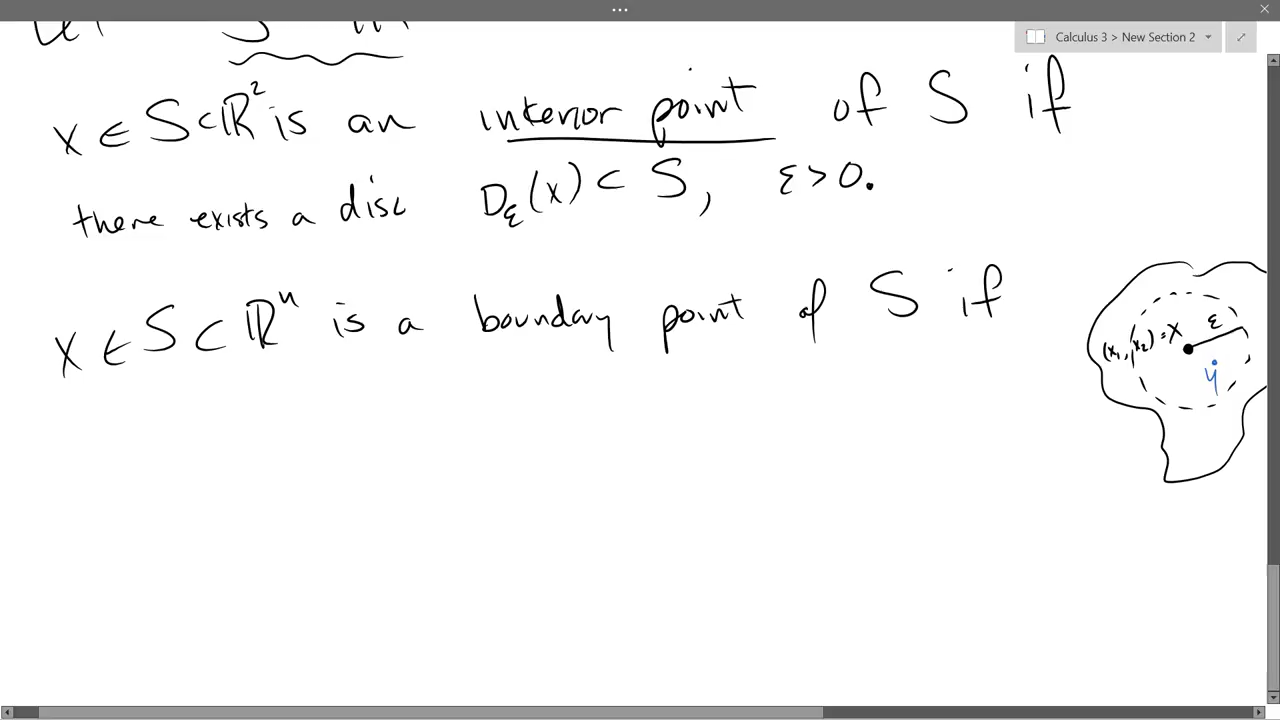 ...
Calculus 3 > New Section 2
x ∈ S ⊂ ℝ² is an interior point of S if
there exists a disc D_ε(x) ⊂ S, ε > 0.
x ∈ S ⊂ ℝⁿ is a boundary point of S if
(x₁, x₂) = x ε
y